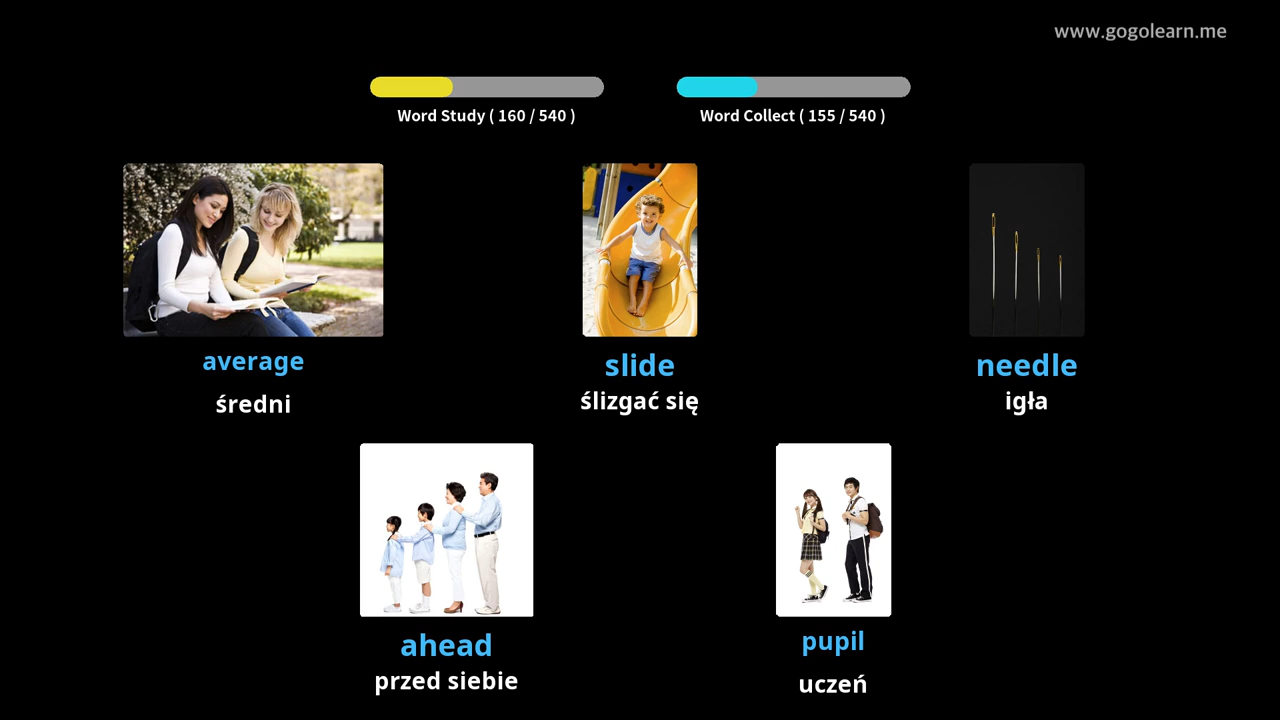 www.gogolearn.me
Word Study ( 160 / 540 )
Word Collect ( 155 / 540 )
average
średni
slide
ślizgać się
needle
igła
ahead
przed siebie
pupil
uczeń